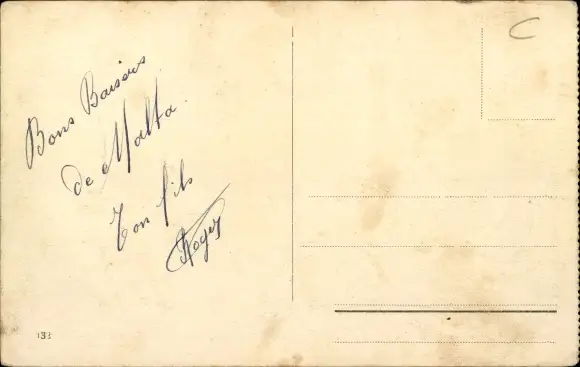 Bons Baisers
de Malta
Ton fils
Roger
C
133